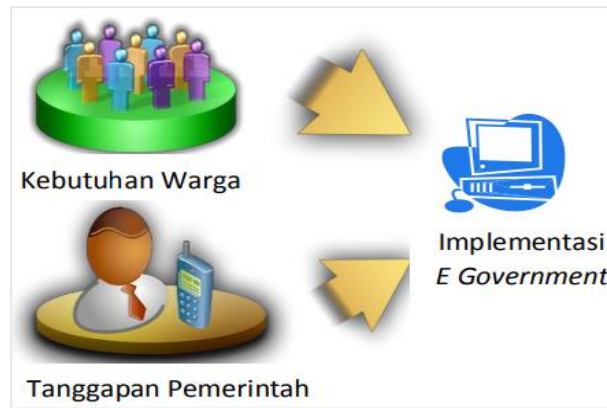 Kebutuhan Warga
Implementasi
E Government
Tanggapan Pemerintah